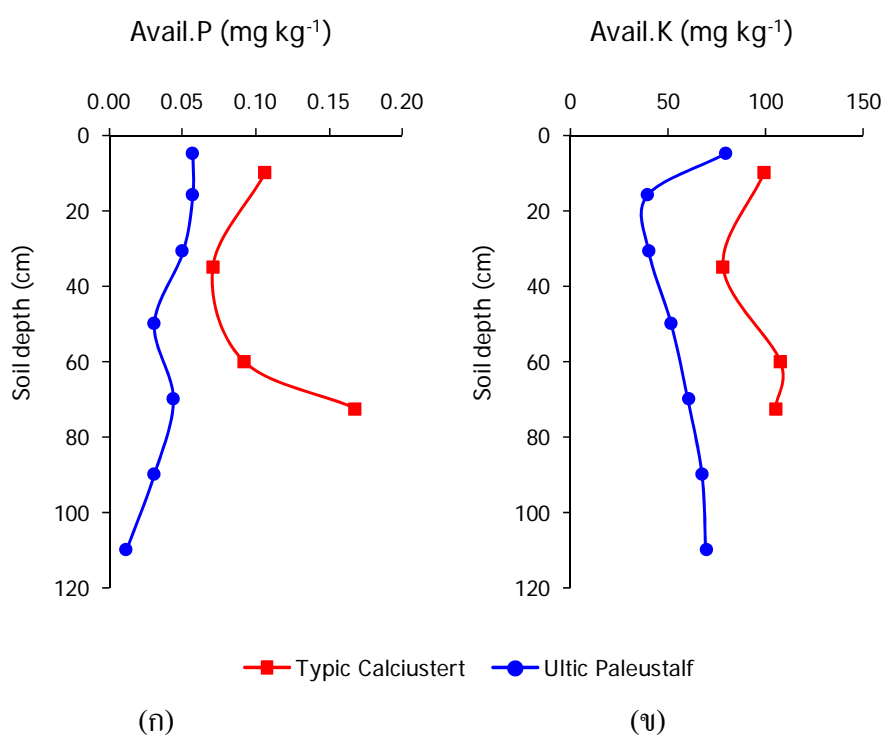 Avail.P (mg kg⁻¹)
0.00 0.05 0.10 0.15 0.20
Soil depth (cm)
0
20
40
60
80
100
120
Avail.K (mg kg⁻¹)
0 50 100 150
Soil depth (cm)
0
20
40
60
80
100
120
Typic Calciustert Ultic Paleustalf
(ก) (ข)